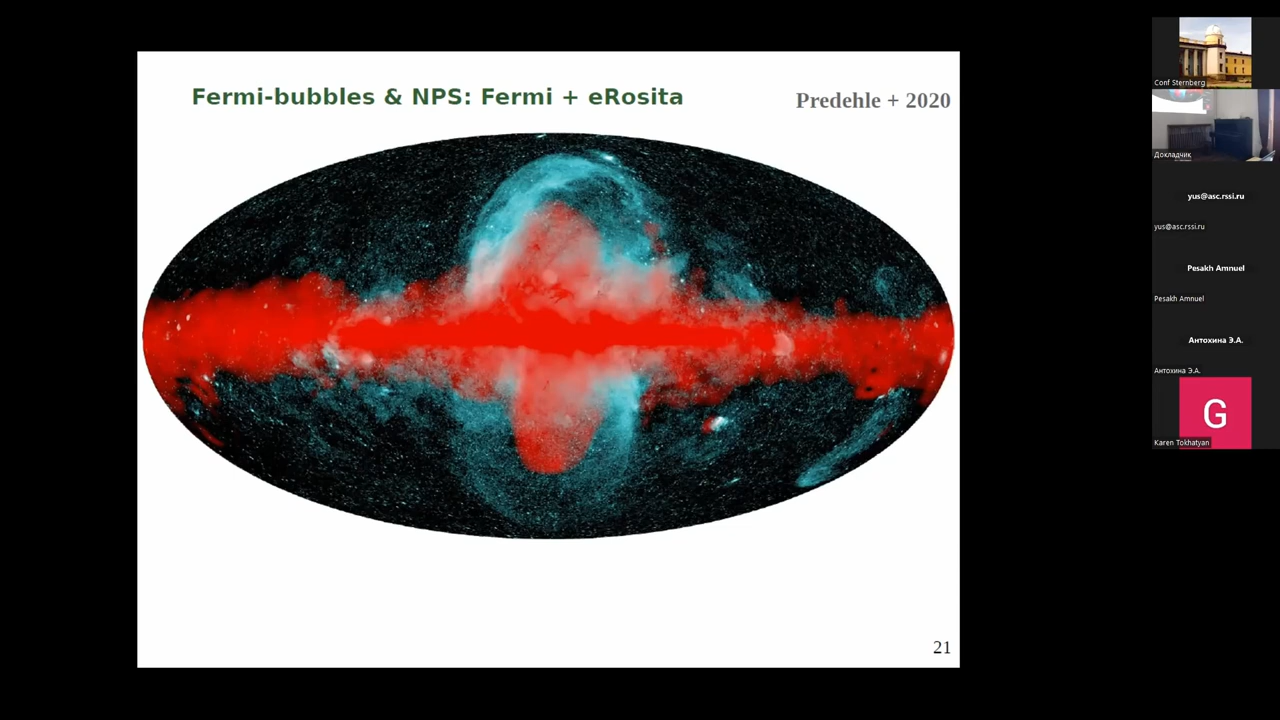 Fermi-bubbles & NPS: Fermi + eRosita
Predehle + 2020
21
Conf Sternberg
Докладчик
yus@asc.rssi.ru
yus@asc.rssi.ru
Pesakh Amnuel
Pesakh Amnuel
Антохина Э.А.
Антохина Э.А.
G
Karen Tokhatyan